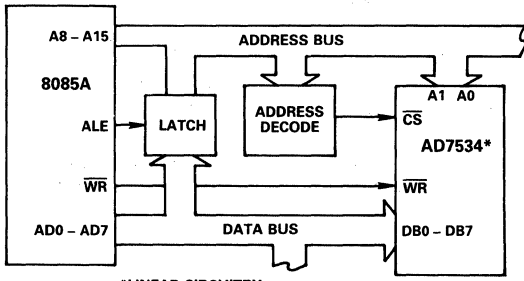 A8 – A15
ADDRESS BUS
8085A
A1 A0
ALE
LATCH
ADDRESS
DECODE
CS
AD7534*
WR
WR
AD0 – AD7
DATA BUS
DB0 – DB7